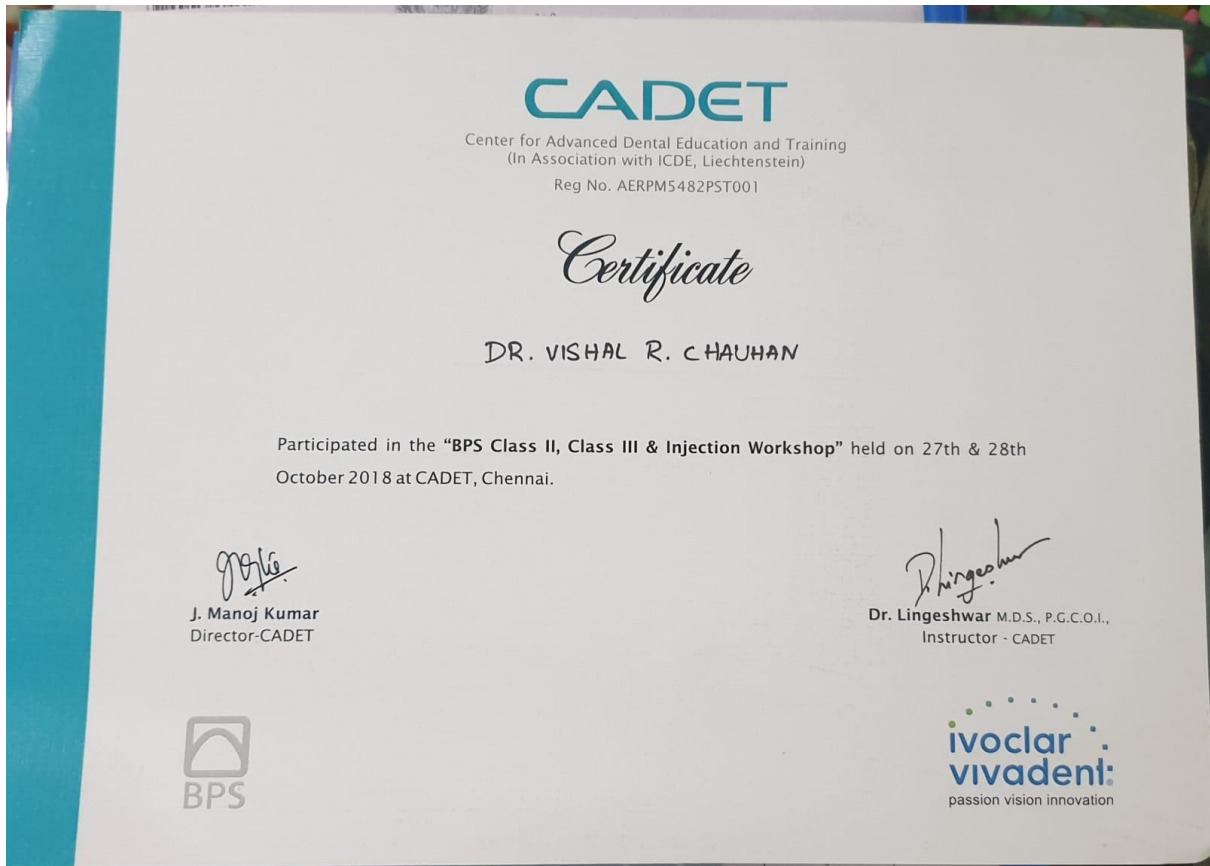 CADET
Center for Advanced Dental Education and Training
(In Association with ICDE, Liechtenstein)
Reg No. AERPM5482PST001
Certificate
DR. VISHAL R. CHAUHAN
Participated in the “BPS Class II, Class III & Injection Workshop” held on 27th & 28th
October 2018 at CADET, Chennai.
D. Lingeshwar
J. Manoj Kumar
Director-CADET
Dr. Lingeshwar M.D.S., P.G.C.O.I.,
Instructor - CADET
BPS
ivoclar
vivadent:
passion vision innovation